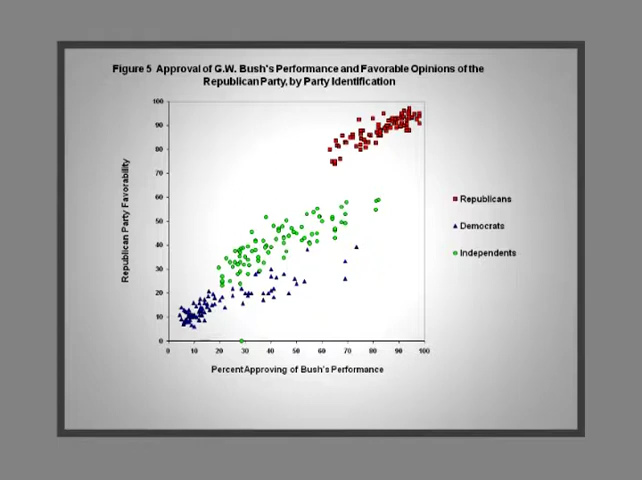 Figure 5 Approval of G.W. Bush's Performance and Favorable Opinions of the
Republican Party, by Party Identification
Republican Party Favorability
100
90
80
70
60
50
40
30
20
10
0
0 10 20 30 40 50 60 70 80 90 100
Percent Approving of Bush's Performance
Republicans
Democrats
Independents